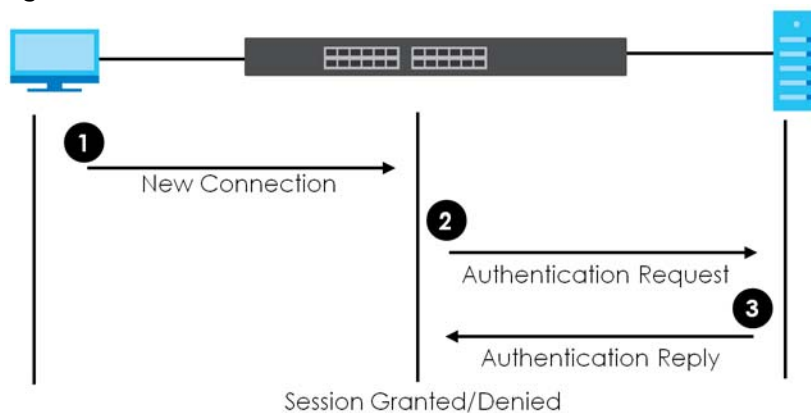 1
New Connection
2
Authentication Request
3
Authentication Reply
Session Granted/Denied